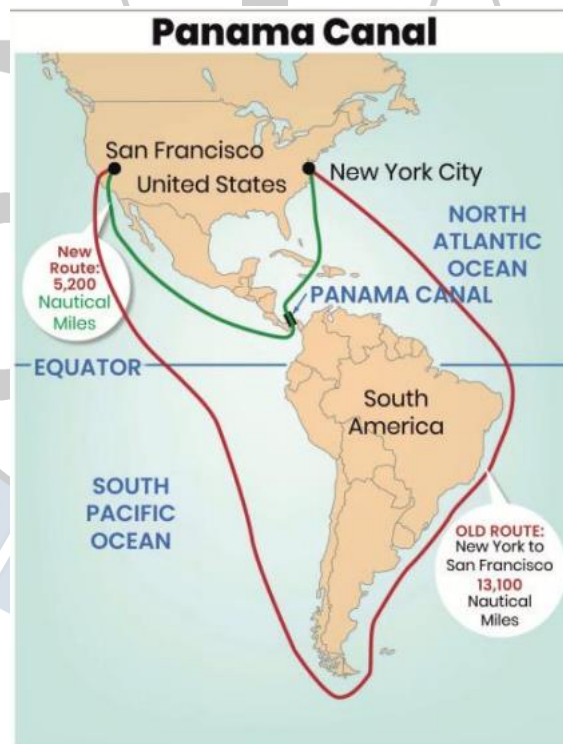 Panama Canal
San Francisco
United States
New York City
NORTH
ATLANTIC
OCEAN
New
Route:
5,200
Nautical
Miles
PANAMA CANAL
EQUATOR
South
America
SOUTH
PACIFIC
OCEAN
OLD ROUTE:
New York to
San Francisco
13,100
Nautical
Miles